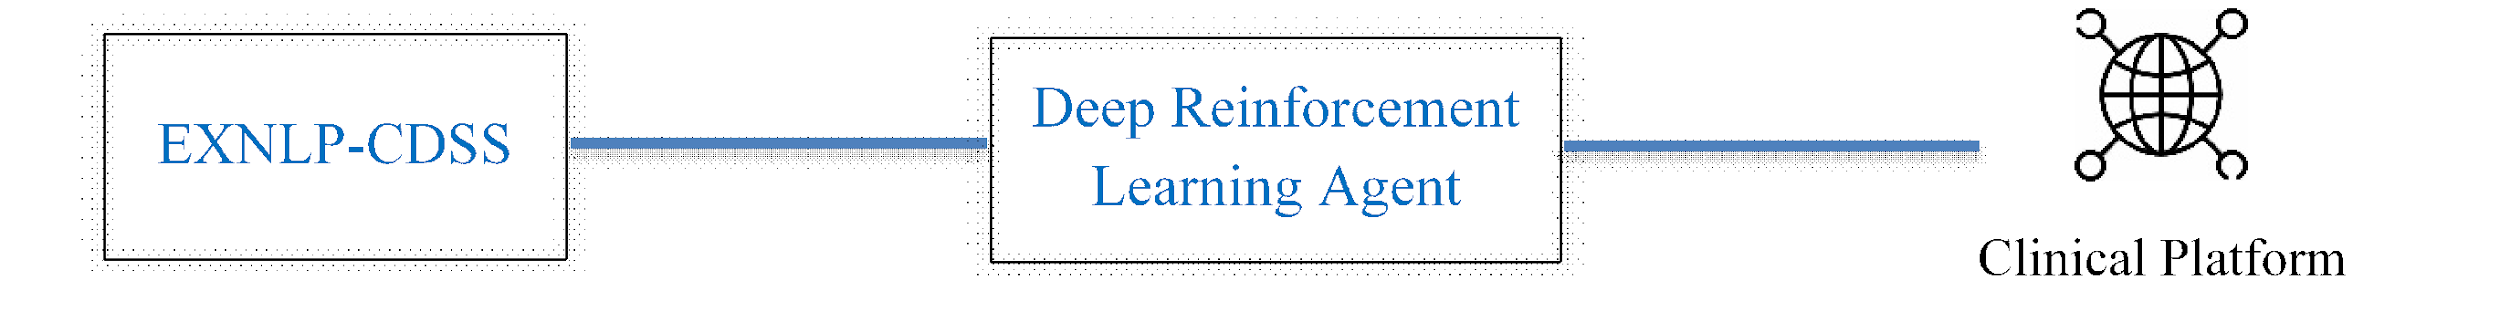 EXNLP-CDSS
Deep Reinforcement
Learning Agent
Clinical Platform